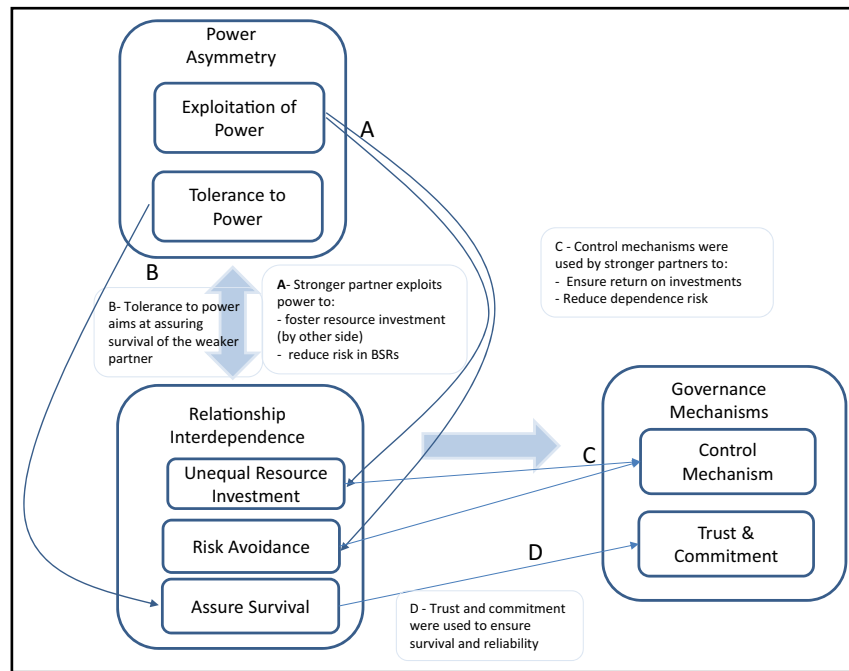 Power
Asymmetry
Exploitation of
Power
A
Tolerance to
Power
B
B- Tolerance to power
aims at assuring
survival of the weaker
partner
A- Stronger partner exploits
power to:
- foster resource investment
(by other side)
- reduce risk in BSRs
C - Control mechanisms were
used by stronger partners to:
- Ensure return on investments
- Reduce dependence risk
Relationship
Interdependence
Unequal Resource
Investment
Risk Avoidance
Assure Survival
C
D
Governance
Mechanisms
Control
Mechanism
Trust &
Commitment
D - Trust and commitment
were used to ensure
survival and reliability